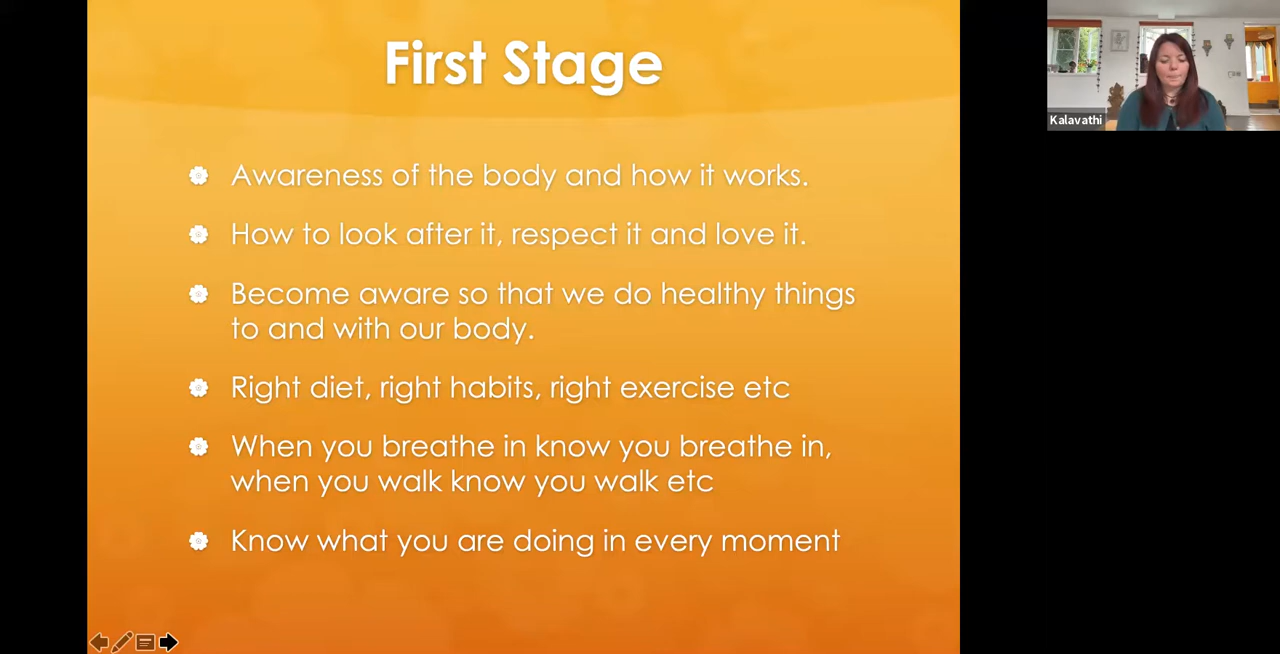 First Stage
Awareness of the body and how it works.
How to look after it, respect it and love it.
Become aware so that we do healthy things
to and with our body.
Right diet, right habits, right exercise etc
When you breathe in know you breathe in,
when you walk know you walk etc
Know what you are doing in every moment
Kalavathi